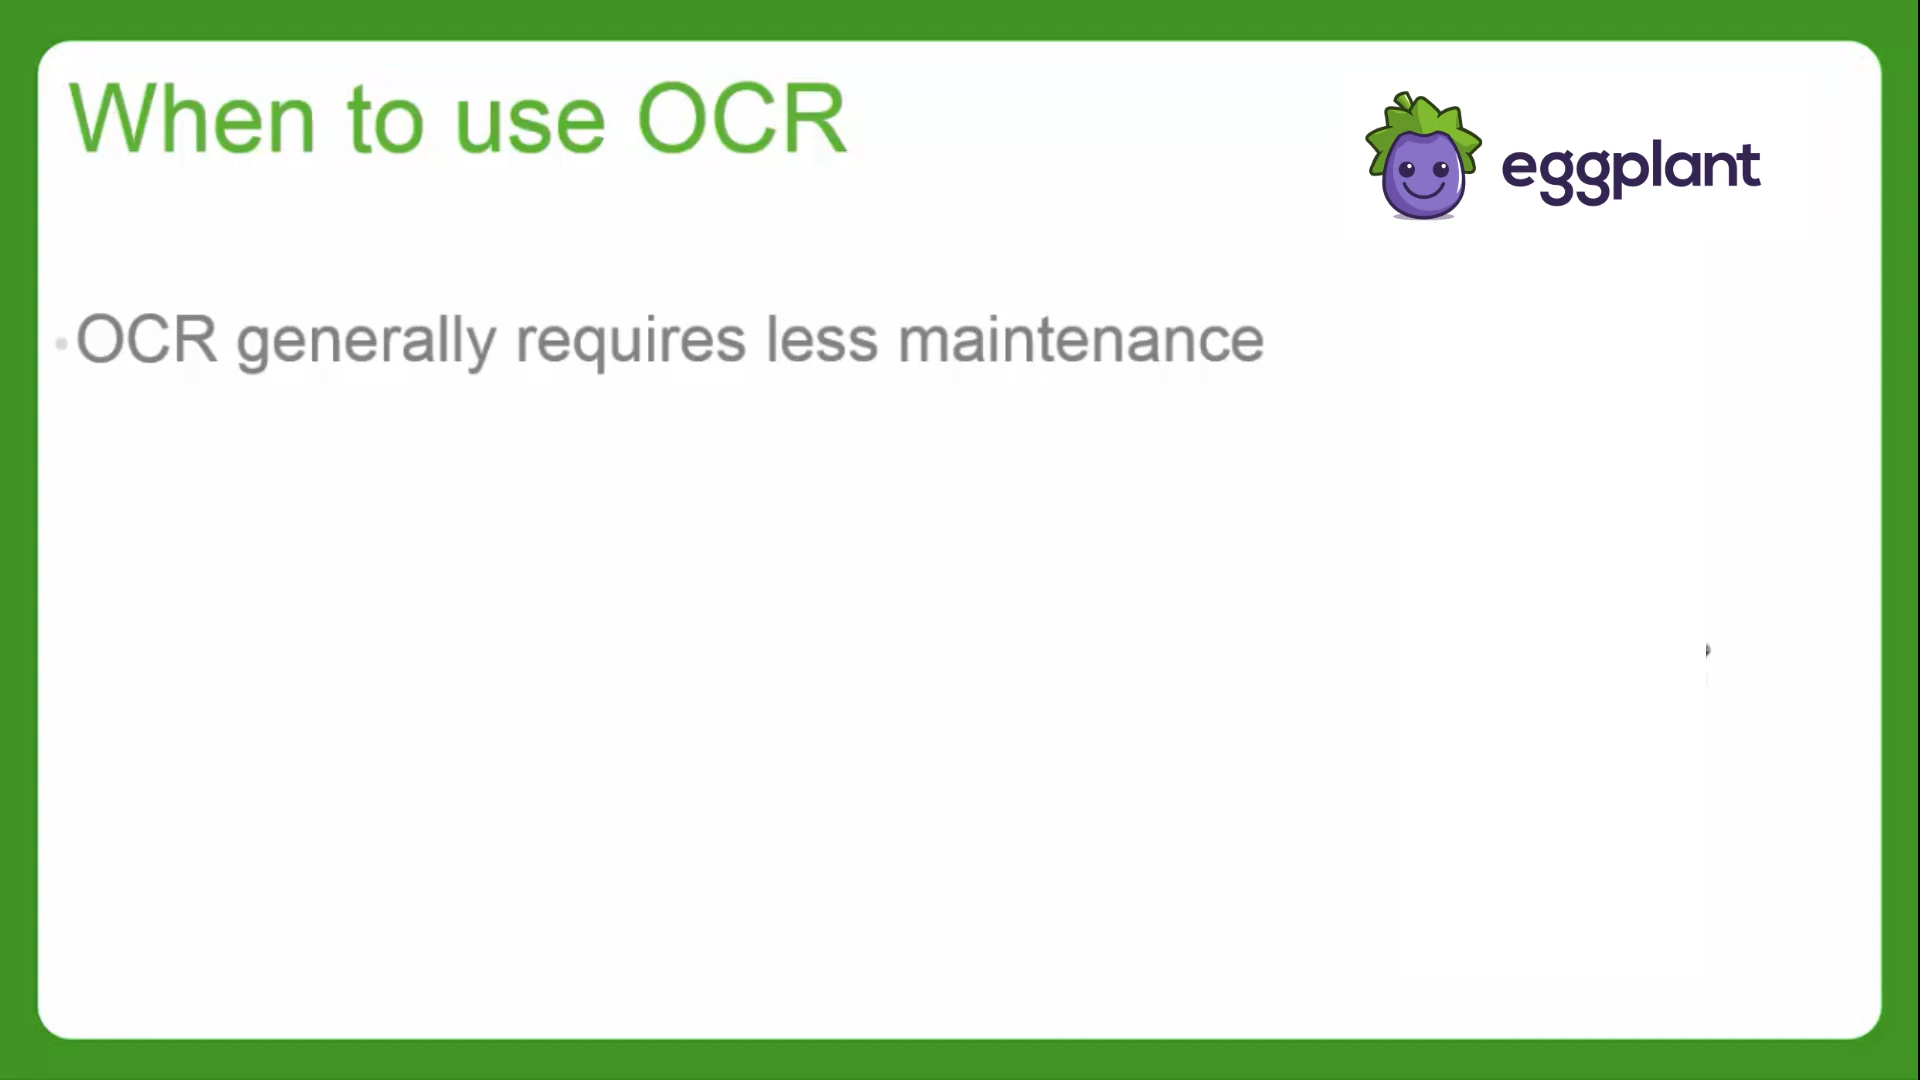 When to use OCR
eggplant
OCR generally requires less maintenance